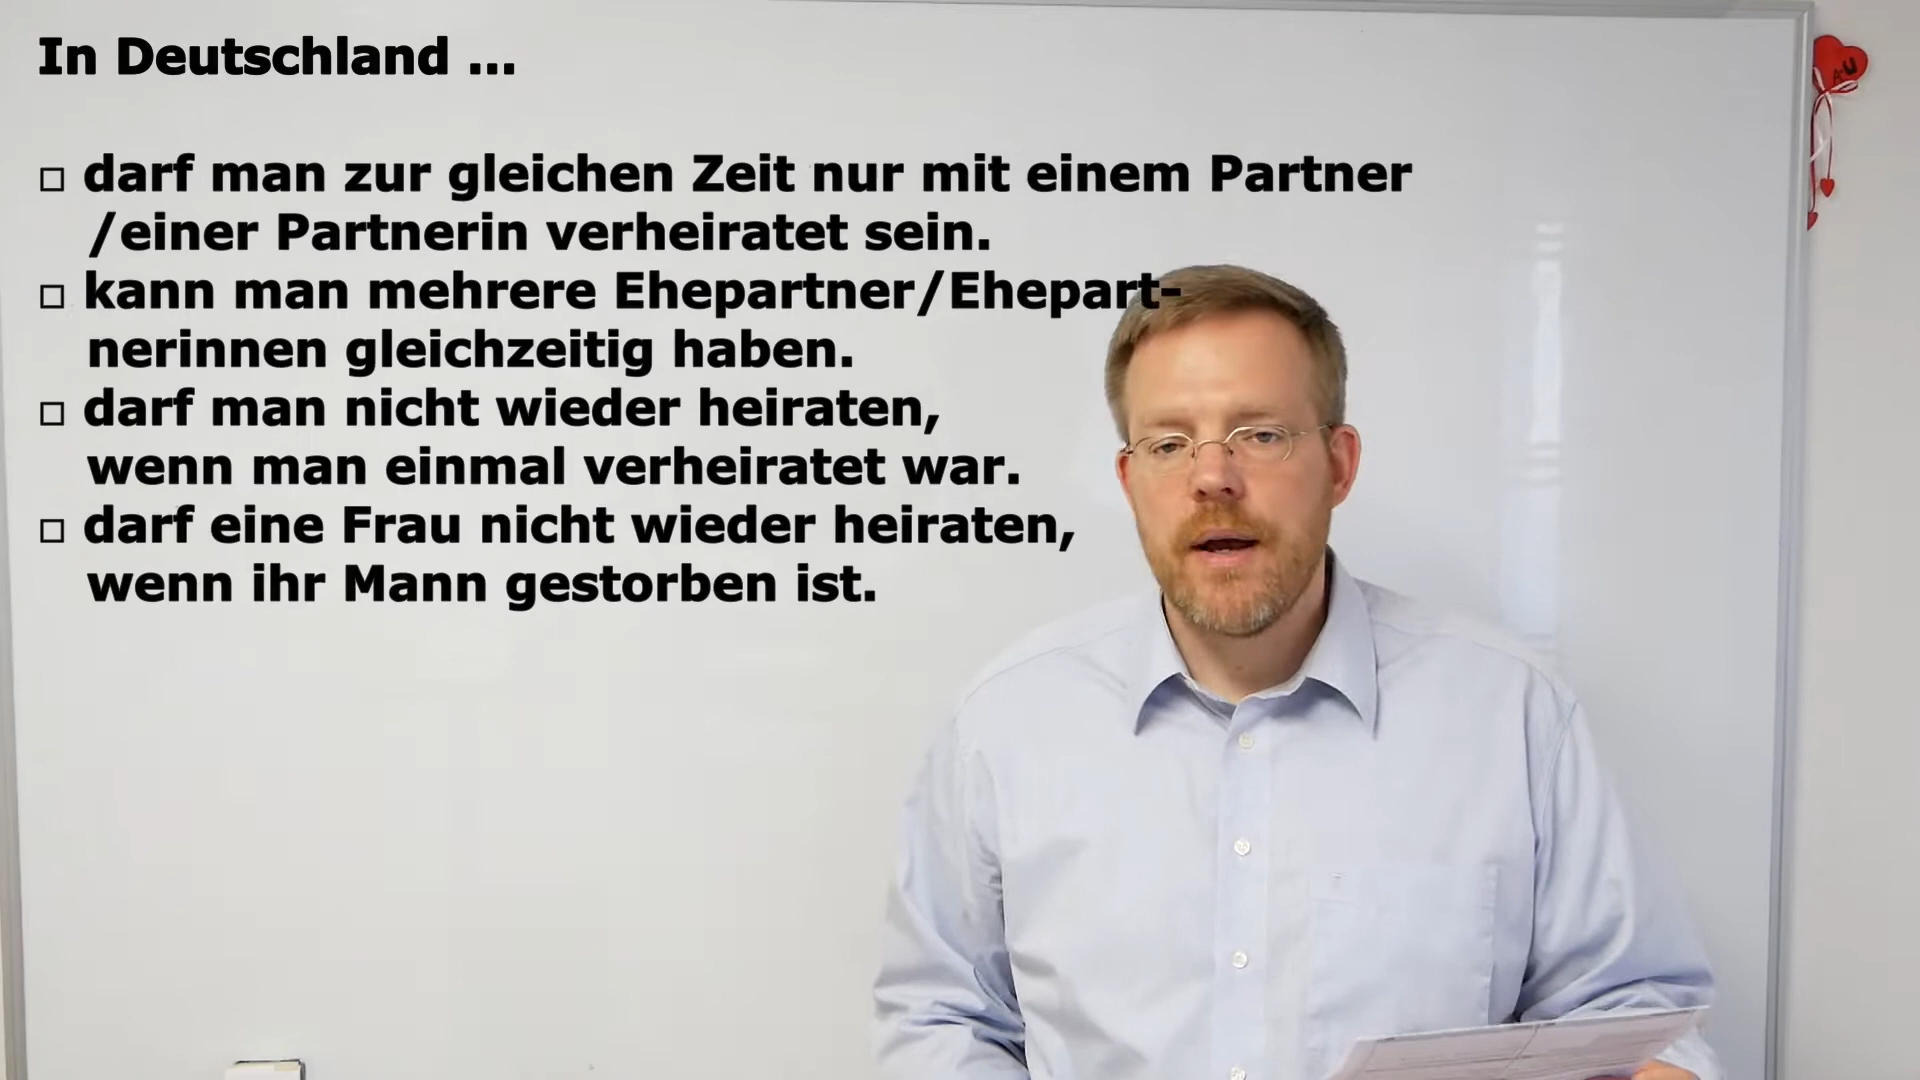 In Deutschland ...
□ darf man zur gleichen Zeit nur mit einem Partner
/einer Partnerin verheiratet sein.
□ kann man mehrere Ehepartner/Ehepart-
nerinnen gleichzeitig haben.
□ darf man nicht wieder heiraten,
wenn man einmal verheiratet war.
□ darf eine Frau nicht wieder heiraten,
wenn ihr Mann gestorben ist.